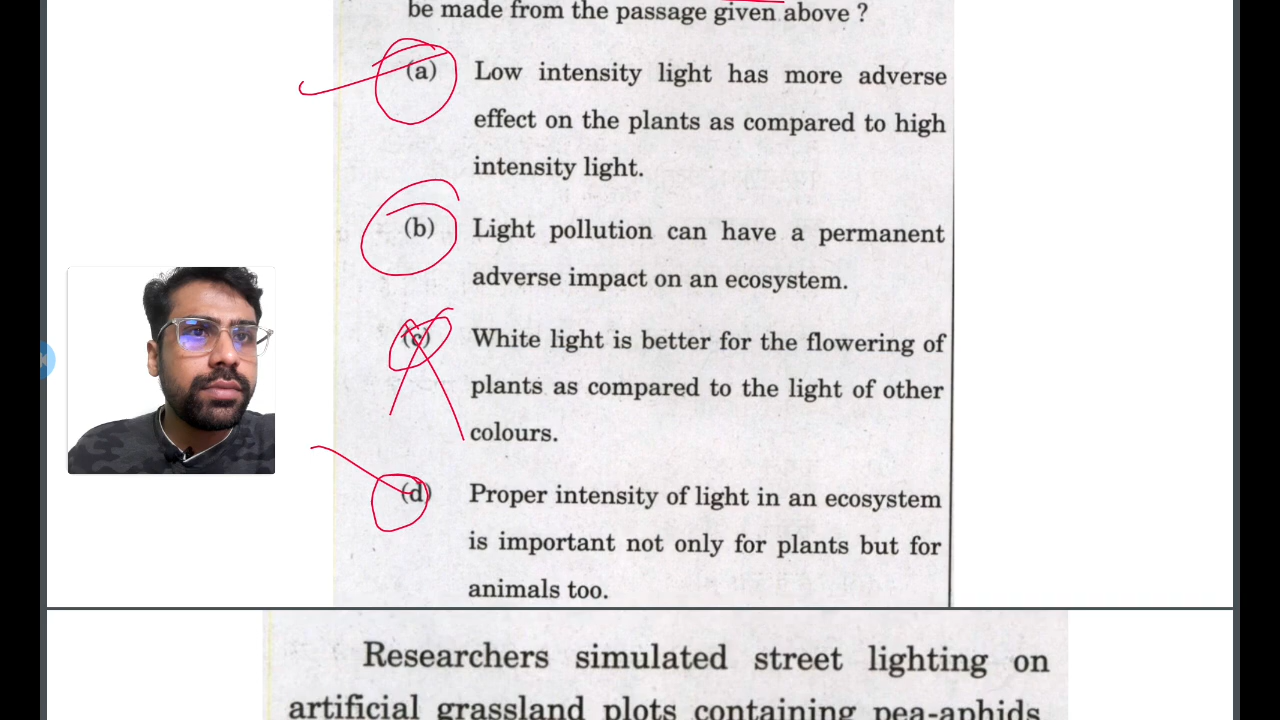 be made from the passage given above ?
(a) Low intensity light has more adverse
effect on the plants as compared to high
intensity light.
(b) Light pollution can have a permanent
adverse impact on an ecosystem.
(c) White light is better for the flowering of
plants as compared to the light of other
colours.
(d) Proper intensity of light in an ecosystem
is important not only for plants but for
animals too.
Researchers simulated street lighting on
artificial grassland plots containing pea-aphids